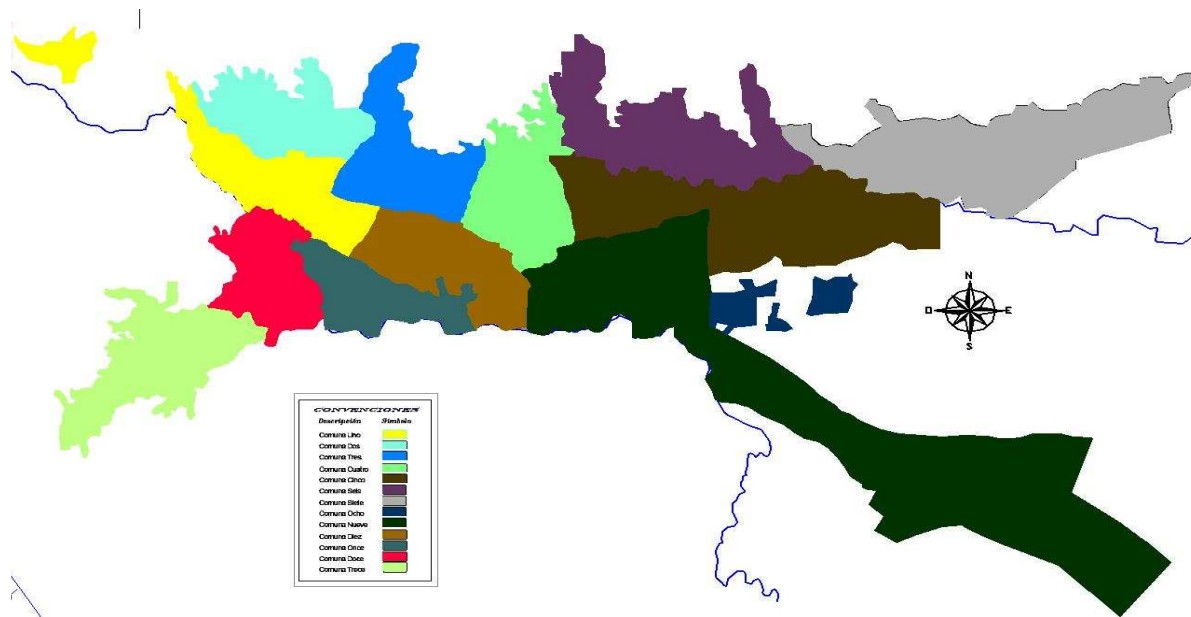 N
O E
S
CONVENCIONES
Descripción Símbolo
Comuna Uno
Comuna Dos
Comuna Tres
Comuna Cuatro
Comuna Cinco
Comuna Seis
Comuna Siete
Comuna Ocho
Comuna Nueve
Comuna Diez
Comuna Once
Comuna Doce
Comuna Trece